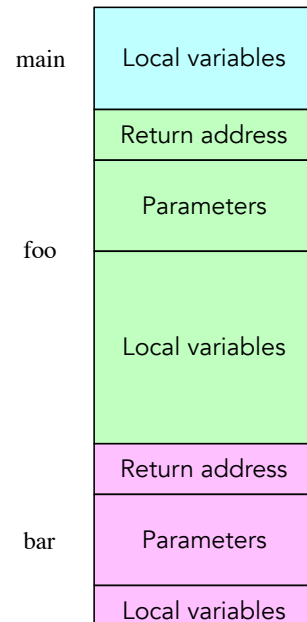 main
Local variables
Return address
Parameters
foo
Local variables
Return address
bar
Parameters
Local variables